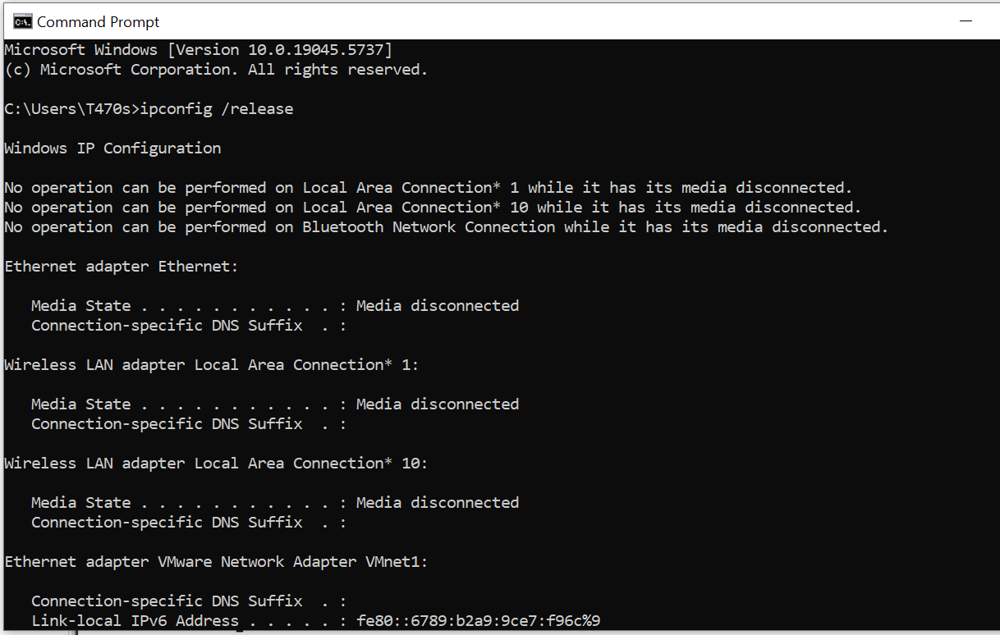 Command Prompt
Microsoft Windows [Version 10.0.19045.5737]
(c) Microsoft Corporation. All rights reserved.
C:\Users\T470s>ipconfig /release
Windows IP Configuration
No operation can be performed on Local Area Connection* 1 while it has its media disconnected.
No operation can be performed on Local Area Connection* 10 while it has its media disconnected.
No operation can be performed on Bluetooth Network Connection while it has its media disconnected.
Ethernet adapter Ethernet:
   Media State . . . . . . . . . . . : Media disconnected
   Connection-specific DNS Suffix  . :
Wireless LAN adapter Local Area Connection* 1:
   Media State . . . . . . . . . . . : Media disconnected
   Connection-specific DNS Suffix  . :
Wireless LAN adapter Local Area Connection* 10:
   Media State . . . . . . . . . . . : Media disconnected
   Connection-specific DNS Suffix  . :
Ethernet adapter VMware Network Adapter VMnet1:
   Connection-specific DNS Suffix  . :
   Link-local IPv6 Address . . . . . : fe80::6789:b2a9:9ce7:f96c%9